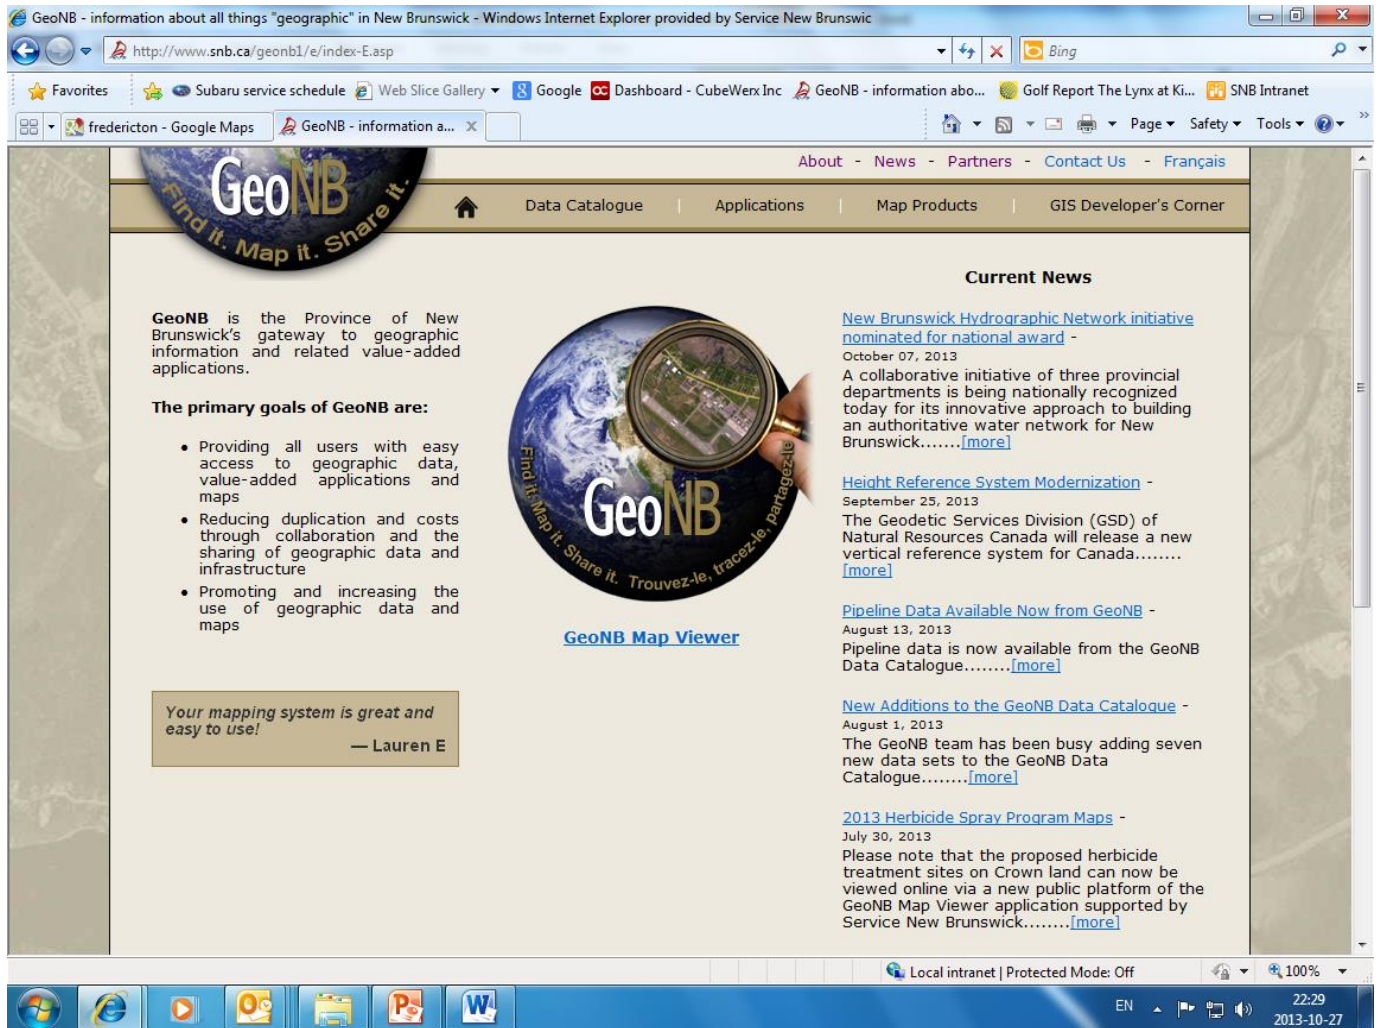 GeoNB - information about all things "geographic" in New Brunswick - Windows Internet Explorer provided by Service New Brunswic
http://www.snb.ca/geonb1/e/index-E.asp
Bing
Favorites
Subaru service schedule
Web Slice Gallery
Google
Dashboard - CubeWerx Inc
GeoNB - information abo...
Golf Report The Lynx at Ki...
SNB Intranet
fredericton - Google Maps
GeoNB - information a...
Page
Safety
Tools
GeoNB
Find it. Map it. Share it.
About - News - Partners - Contact Us - Français
Data Catalogue | Applications | Map Products | GIS Developer's Corner
GeoNB is the Province of New
Brunswick's gateway to geographic
information and related value-added
applications.
The primary goals of GeoNB are:
• Providing all users with easy
access to geographic data,
value-added applications and
maps
• Reducing duplication and costs
through collaboration and the
sharing of geographic data and
infrastructure
• Promoting and increasing the
use of geographic data and
maps
Your mapping system is great and
easy to use!
— Lauren E
GeoNB
Find it. Map it. Share it. Trouvez-le, tracez-le, partagez-le
GeoNB Map Viewer
Current News
New Brunswick Hydrographic Network initiative
nominated for national award -
October 07, 2013
A collaborative initiative of three provincial
departments is being nationally recognized
today for its innovative approach to building
an authoritative water network for New
Brunswick.......[more]
Height Reference System Modernization -
September 25, 2013
The Geodetic Services Division (GSD) of
Natural Resources Canada will release a new
vertical reference system for Canada........
[more]
Pipeline Data Available Now from GeoNB -
August 13, 2013
Pipeline data is now available from the GeoNB
Data Catalogue........[more]
New Additions to the GeoNB Data Catalogue -
August 1, 2013
The GeoNB team has been busy adding seven
new data sets to the GeoNB Data
Catalogue........[more]
2013 Herbicide Spray Program Maps -
July 30, 2013
Please note that the proposed herbicide
treatment sites on Crown land can now be
viewed online via a new public platform of the
GeoNB Map Viewer application supported by
Service New Brunswick........[more]
Local intranet | Protected Mode: Off
100%
EN
22:29
2013-10-27